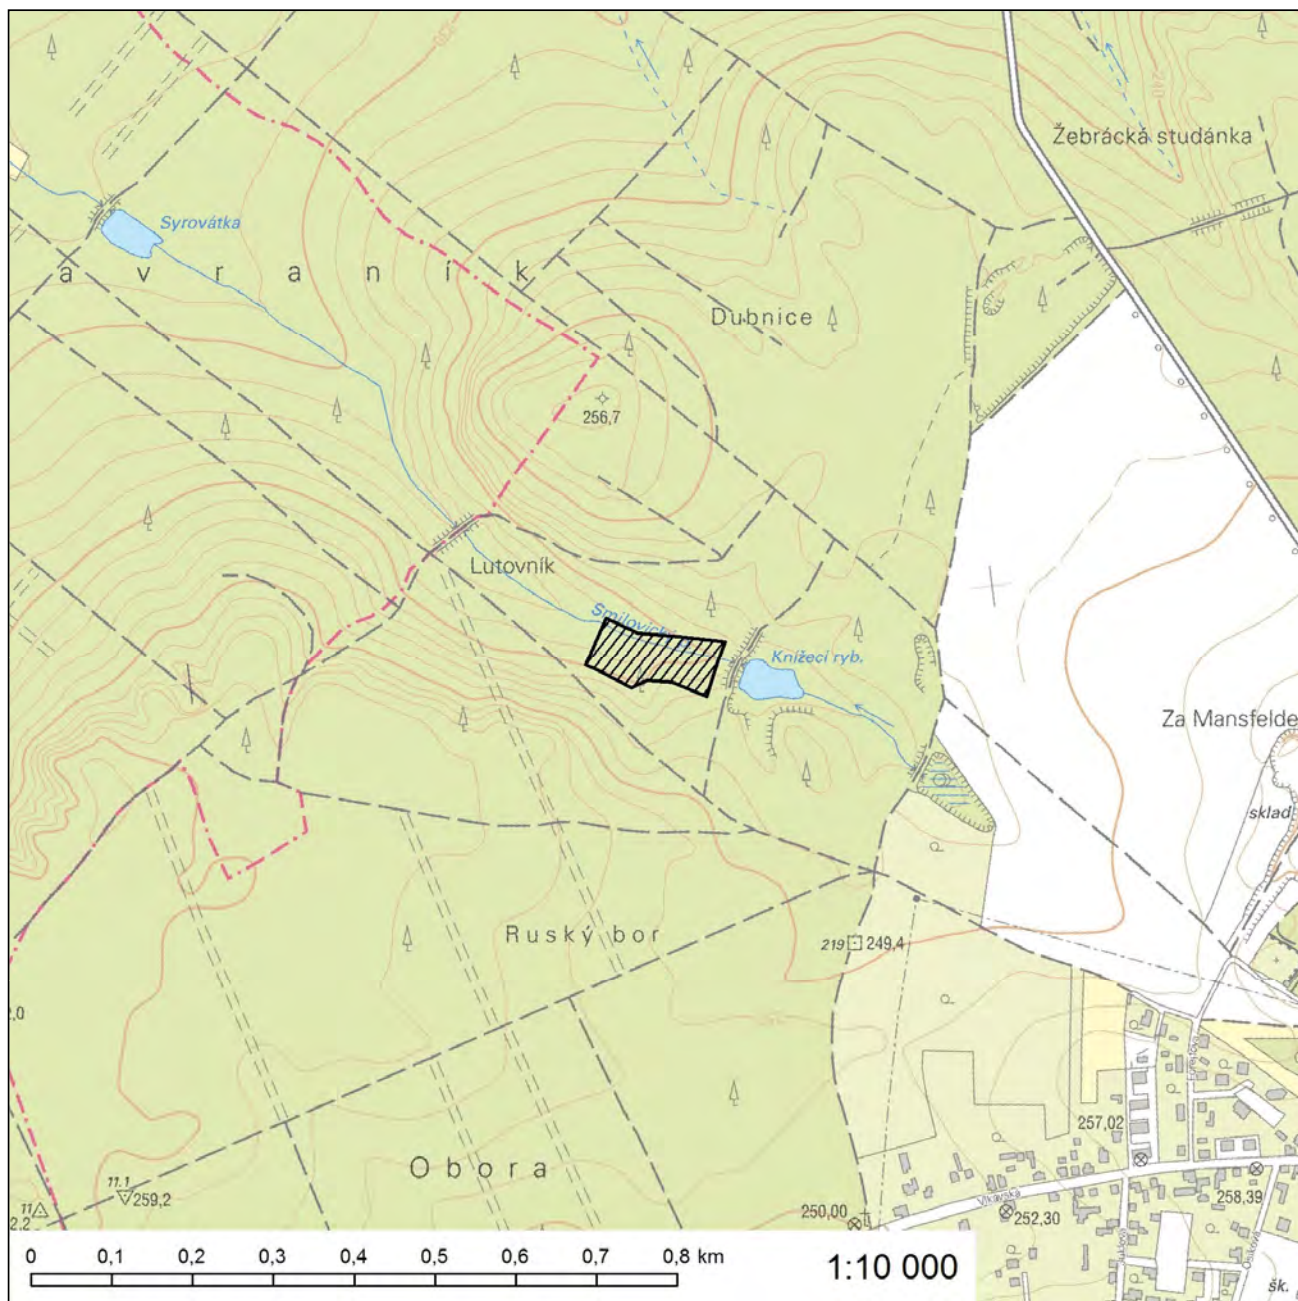 Žebrácká studánka
Syrovátka
a v r a n í k
Dubnice
256,7
Lutovník
Smilovick
Knížecí ryb.
Za Mansfelde
sklad
Ruský bor
219
249,4
2,0
257,02
Obora
11.1
259,2
11
2,2
Vlkavská
250,00
252,30
258,39
šk.
0 0,1 0,2 0,3 0,4 0,5 0,6 0,7 0,8 km
1:10 000